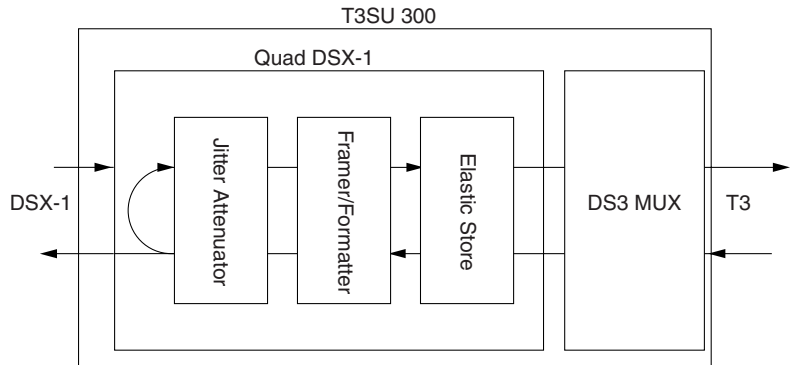 T3SU 300
Quad DSX-1
Jitter Attenuator
Framer/Formatter
Elastic Store
DSX-1
DS3 MUX
T3